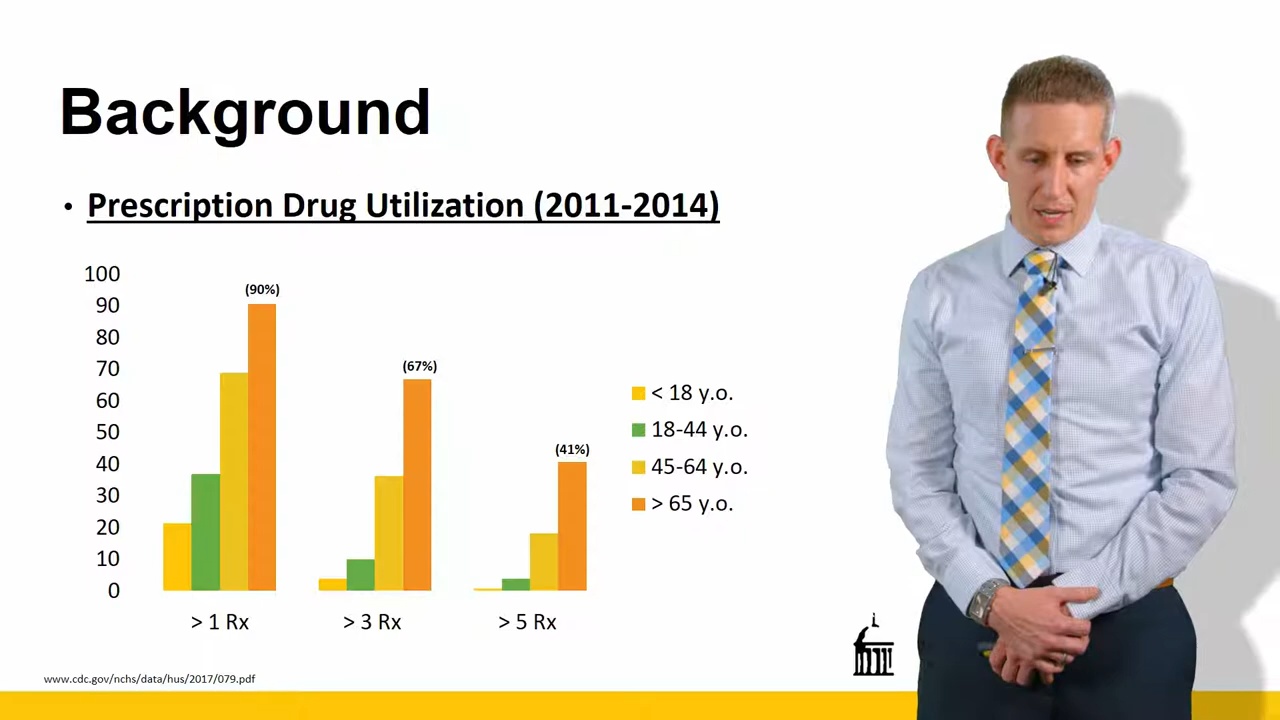 Background
• Prescription Drug Utilization (2011-2014)
100
90
80
70
60
50
40
30
20
10
0
(90%)
(67%)
(41%)
> 1 Rx
> 3 Rx
> 5 Rx
< 18 y.o.
18-44 y.o.
45-64 y.o.
> 65 y.o.
www.cdc.gov/nchs/data/hus/2017/079.pdf